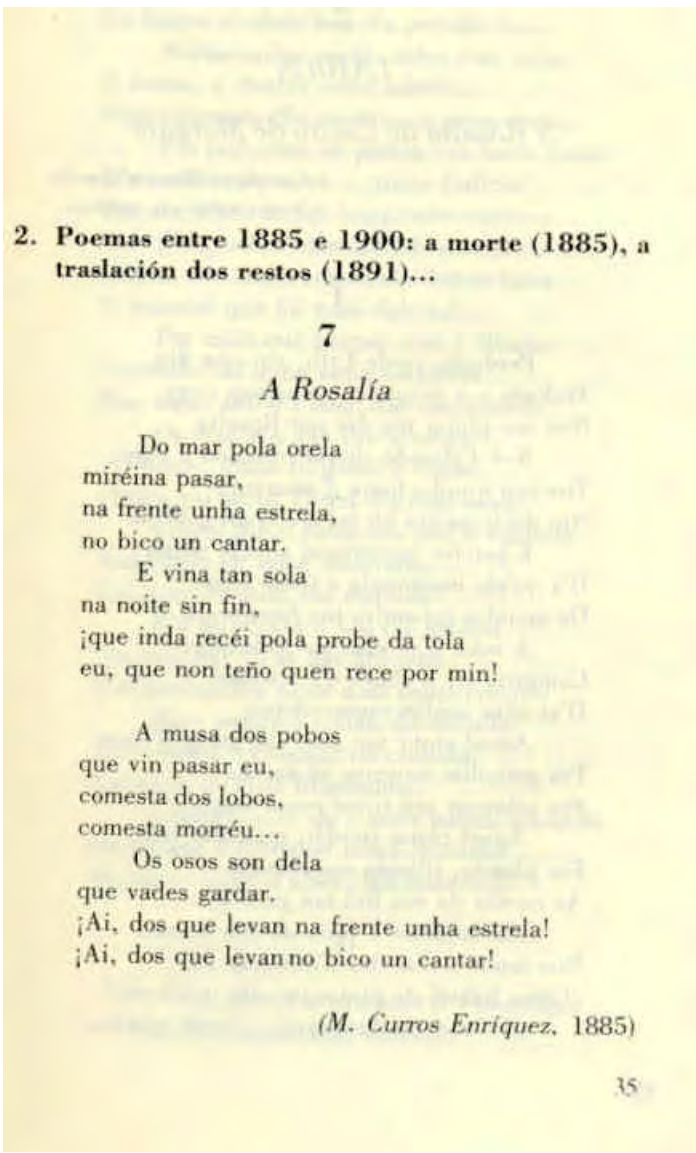 2. Poemas entre 1885 e 1900: a morte (1885), a
traslación dos restos (1891)...
7
A Rosalía
Do mar pola orela
miréina pasar,
na frente unha estrela,
no bico un cantar.
E vina tan sola
na noite sin fin,
¡que inda recéi pola probe da tola
eu, que non teño quen rece por min!
A musa dos pobos
que vin pasar eu,
comesta dos lobos,
comesta morréu...
Os osos son dela
que vades gardar.
¡Ai, dos que levan na frente unha estrela!
¡Ai, dos que levan no bico un cantar!
(M. Curros Enríquez, 1885)
35